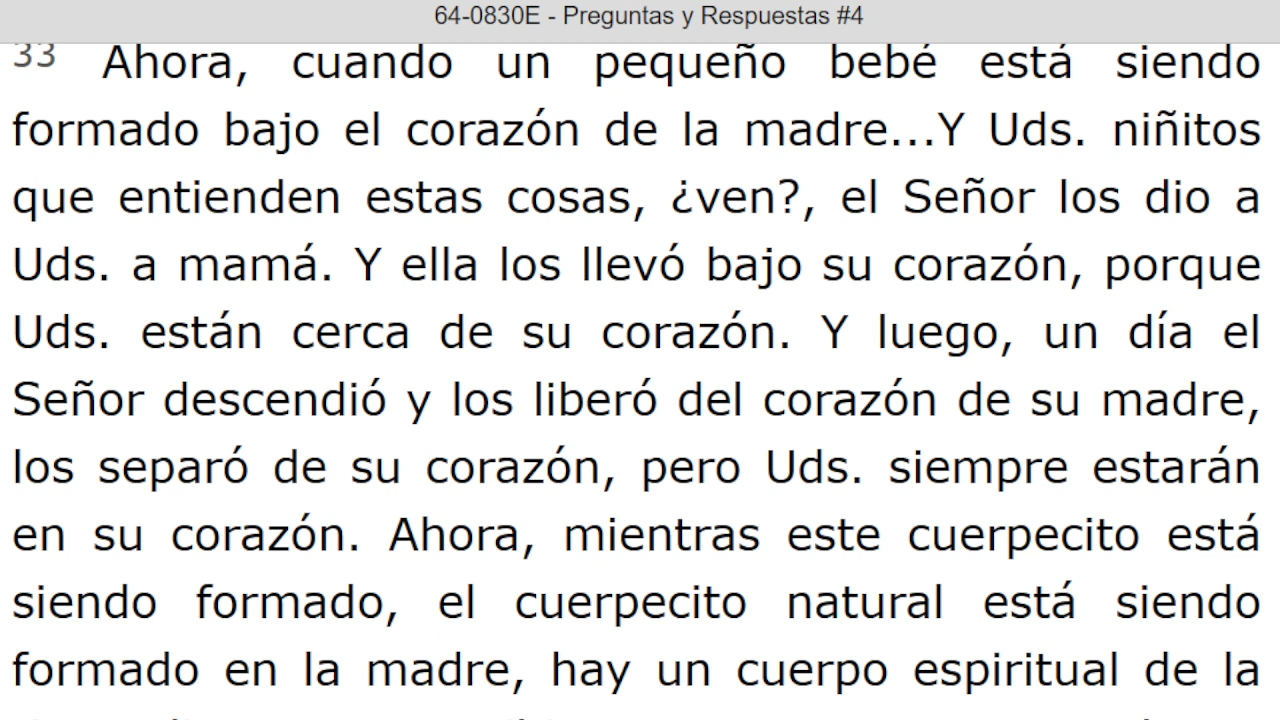 64-0830E - Preguntas y Respuestas #4
33 Ahora, cuando un pequeño bebé está siendo
formado bajo el corazón de la madre...Y Uds. niñitos
que entienden estas cosas, ¿ven?, el Señor los dio a
Uds. a mamá. Y ella los llevó bajo su corazón, porque
Uds. están cerca de su corazón. Y luego, un día el
Señor descendió y los liberó del corazón de su madre,
los separó de su corazón, pero Uds. siempre estarán
en su corazón. Ahora, mientras este cuerpecito está
siendo formado, el cuerpecito natural está siendo
formado en la madre, hay un cuerpo espiritual de la